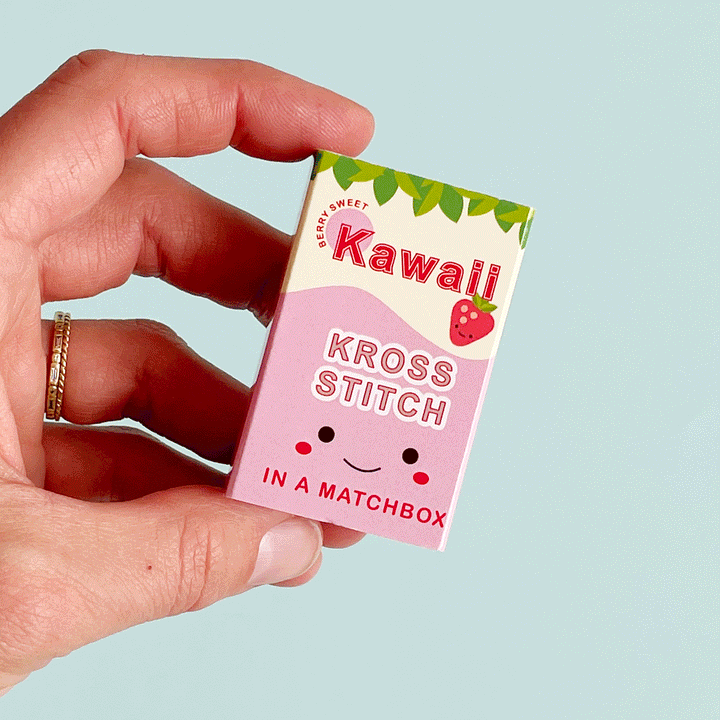 BERRY SWEET
Kawaii
KROSS
STITCH
IN A MATCHBOX